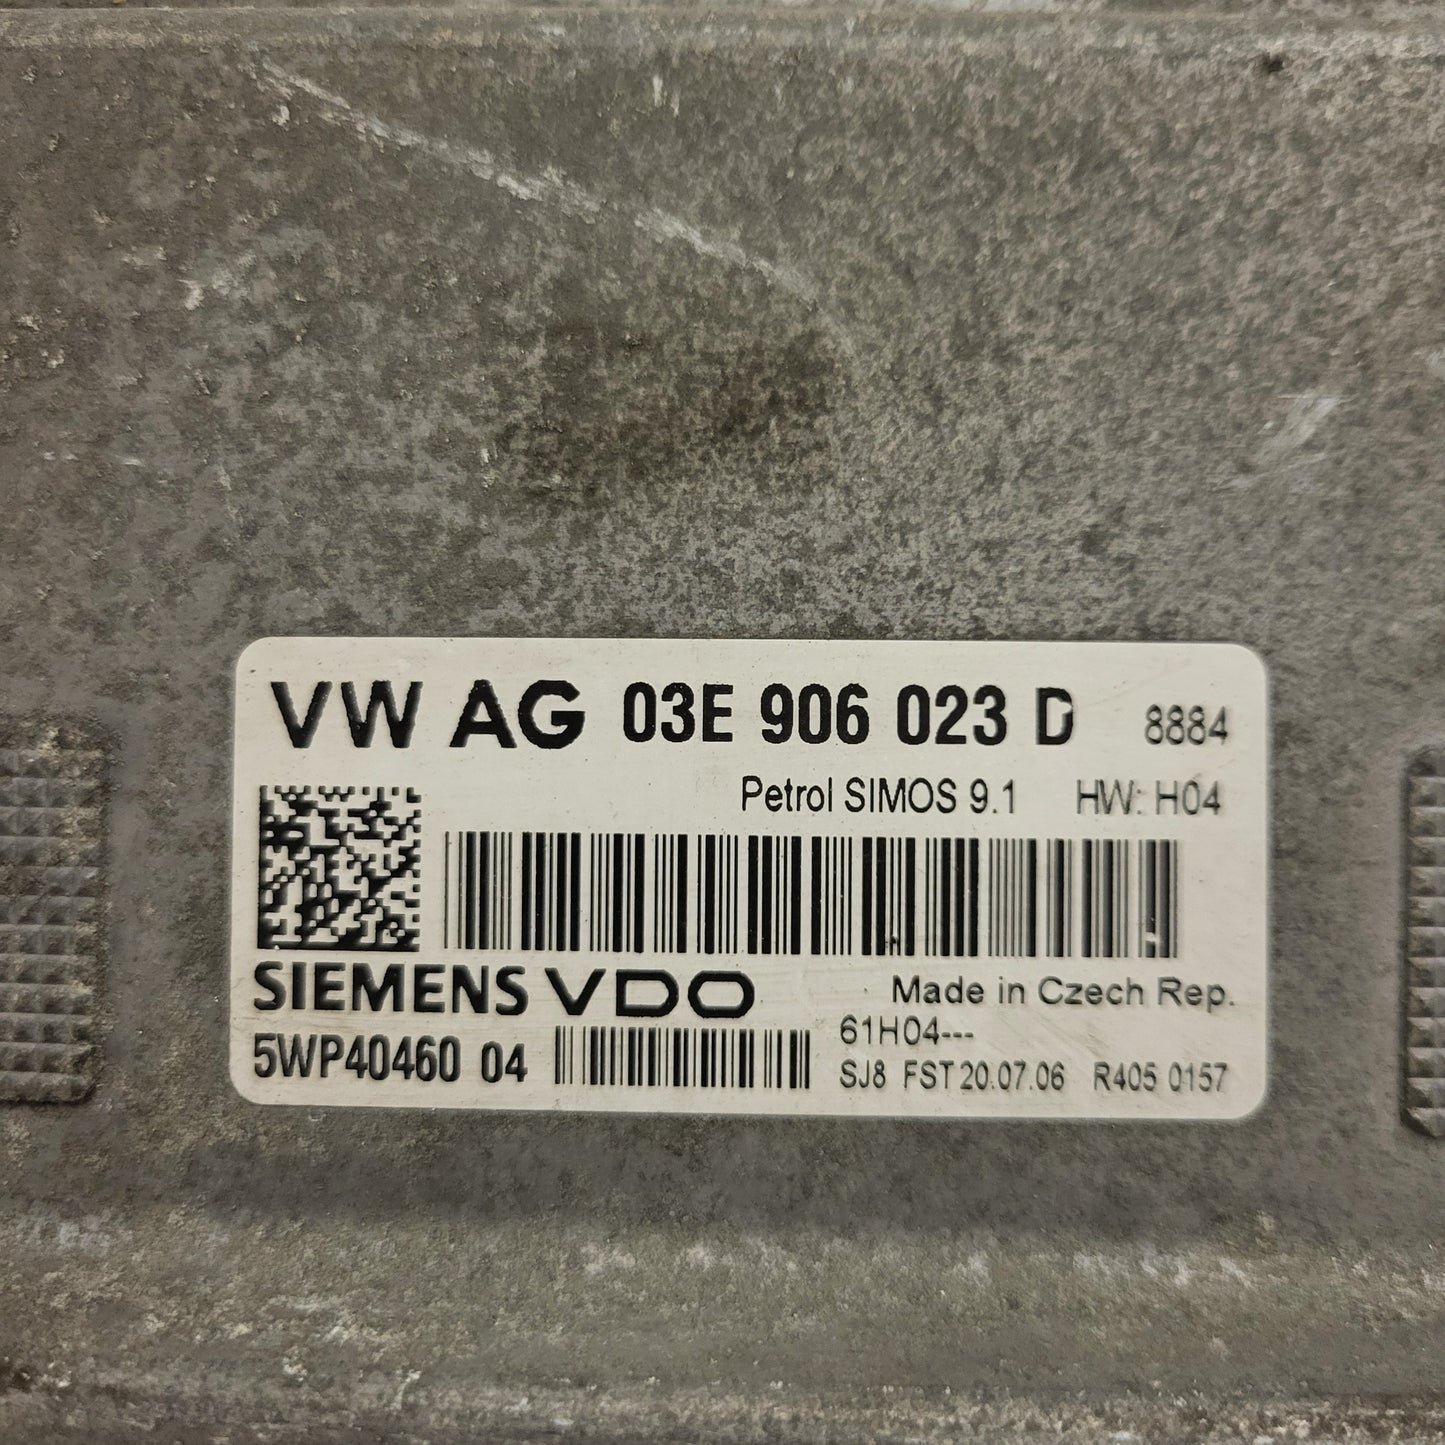 VW AG 03E 906 023 D 8884
Petrol SIMOS 9.1 HW: H04
SIEMENS VDO Made in Czech Rep.
5WP40460 04 61H04---
SJ8 FST 20.07.06 R405 0157